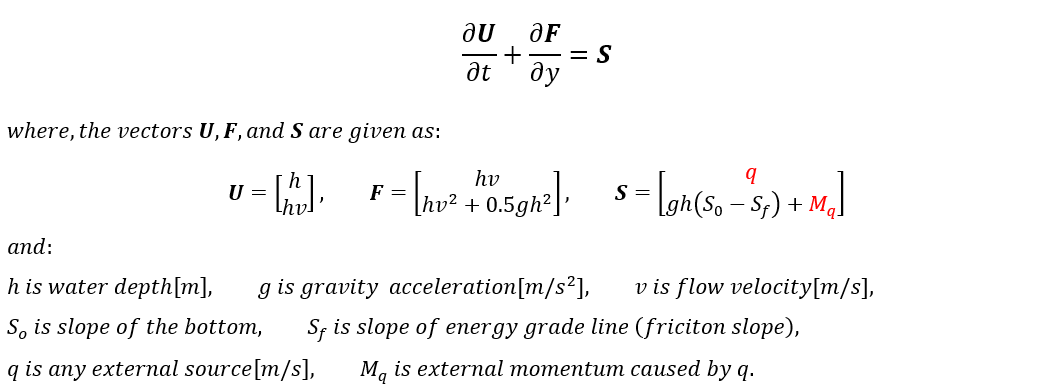 ∂U/∂t + ∂F/∂y = S
where, the vectors U, F, and S are given as:
U = [h; hv], F = [hv; hv² + 0.5gh²], S = [q; gh(Sₒ − S_f) + M_q]
and:
h is water depth[m], g is gravity acceleration[m/s²], v is flow velocity[m/s],
Sₒ is slope of the bottom, S_f is slope of energy grade line (friciton slope),
q is any external source[m/s], M_q is external momentum caused by q.